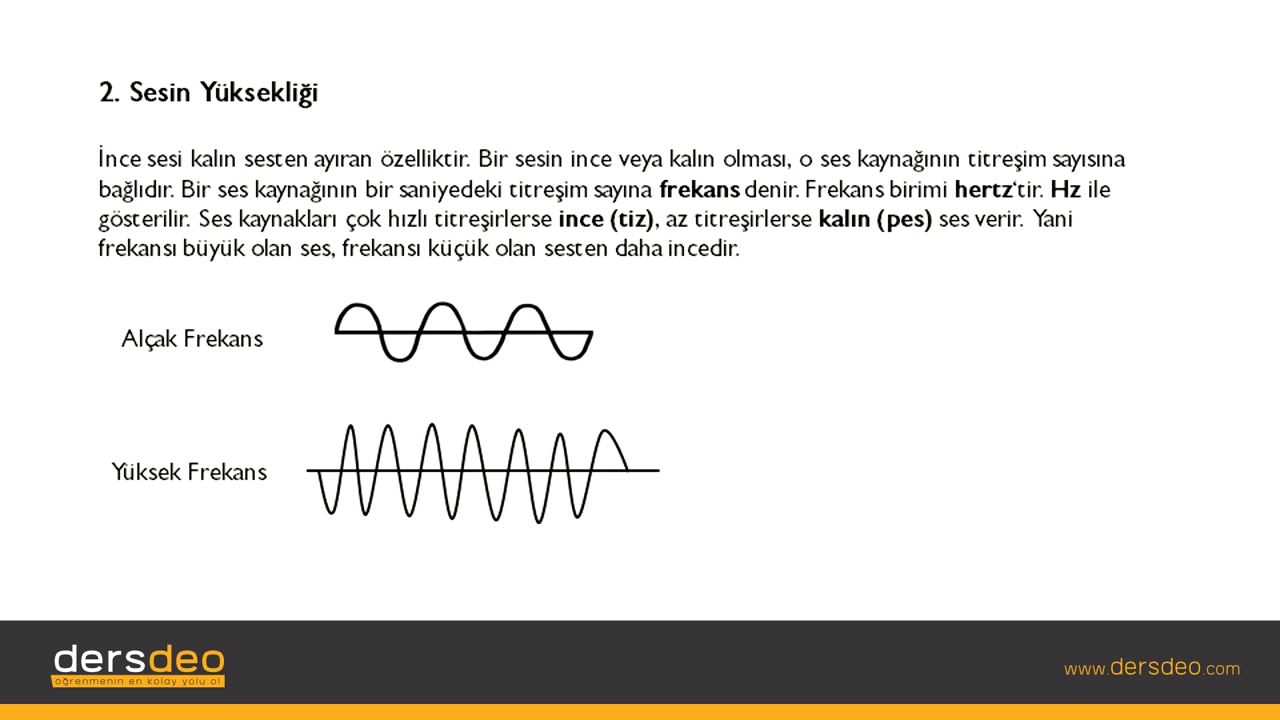 2. Sesin Yüksekliği
İnce sesi kalın sesten ayıran özelliktir. Bir sesin ince veya kalın olması, o ses kaynağının titreşim sayısına
bağlıdır. Bir ses kaynağının bir saniyedeki titreşim sayına frekans denir. Frekans birimi hertz‘tir. Hz ile
gösterilir. Ses kaynakları çok hızlı titreşirlerse ince (tiz), az titreşirlerse kalın (pes) ses verir. Yani
frekansı büyük olan ses, frekansı küçük olan sesten daha incedir.
Alçak Frekans
Yüksek Frekans
dersdeo
öğrenmenin en kolay yolu o!
www.dersdeo.com